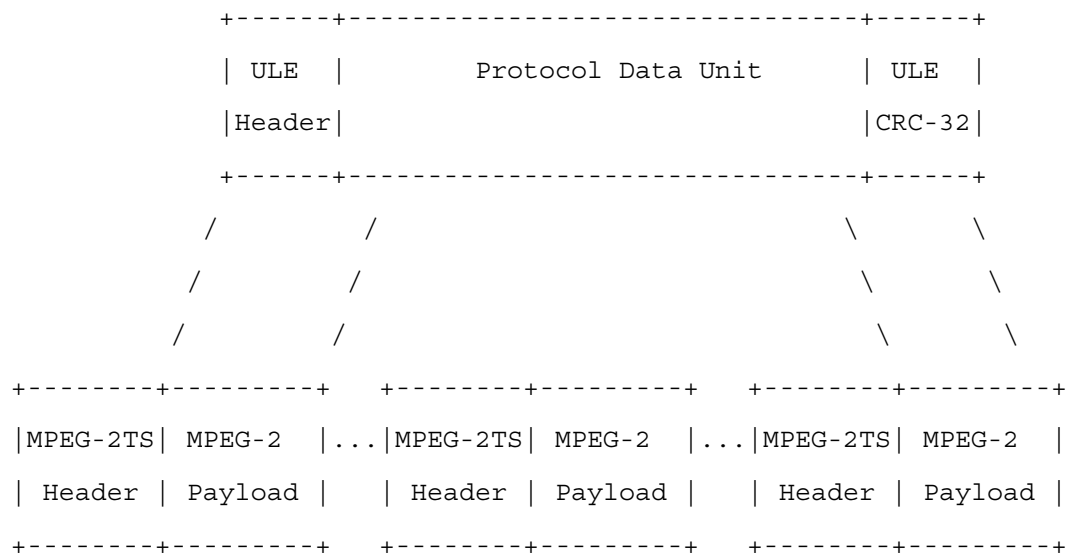 +------+--------------------------------+------+
| ULE  |        Protocol Data Unit      | ULE  |
|Header|                                |CRC-32|
+------+--------------------------------+------+
/         /                             \       \
/         /                               \       \
/         /                                 \       \
+--------+---------+   +--------+---------+   +--------+---------+
|MPEG-2TS| MPEG-2  |...|MPEG-2TS| MPEG-2  |...|MPEG-2TS| MPEG-2  |
| Header | Payload |   | Header | Payload |   | Header | Payload |
+--------+---------+   +--------+---------+   +--------+---------+